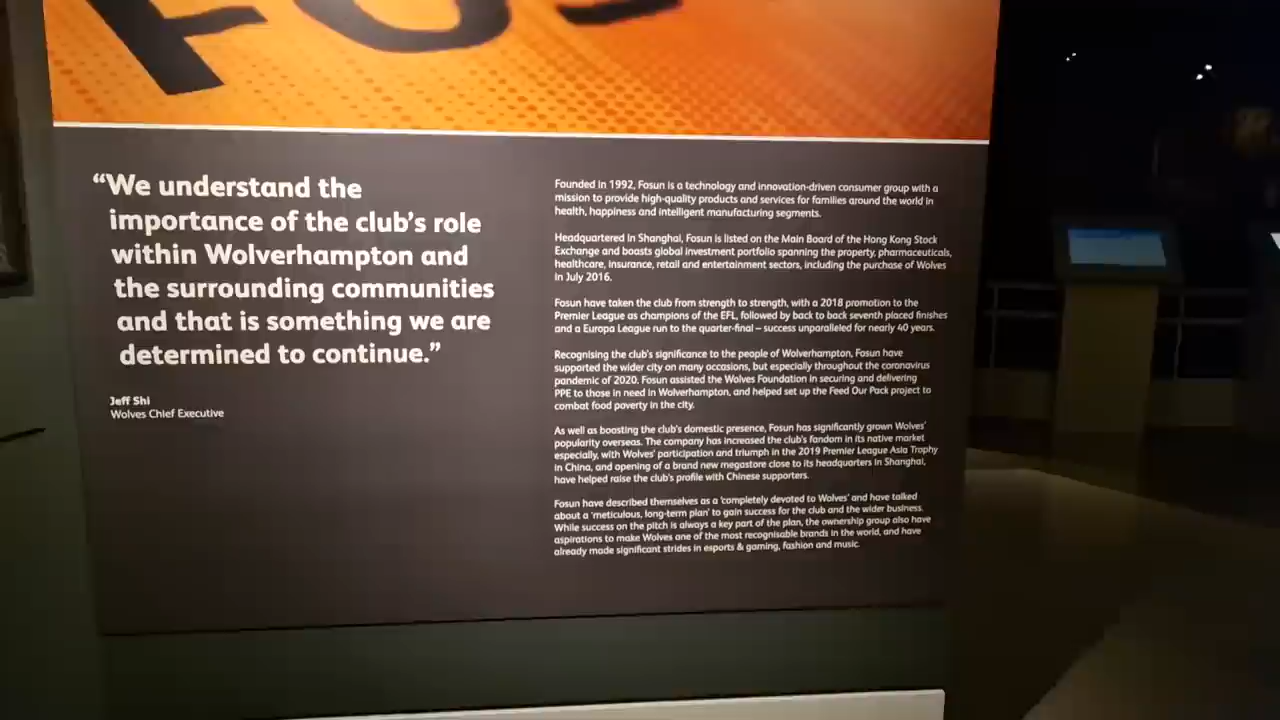 FOS
“We understand the
importance of the club’s role
within Wolverhampton and
the surrounding communities
and that is something we are
determined to continue.”
Jeff Shi
Wolves Chief Executive
Founded in 1992, Fosun is a technology and innovation-driven consumer group with a
mission to provide high-quality products and services for families around the world in
health, happiness and intelligent manufacturing segments.
Headquartered in Shanghai, Fosun is listed on the Main Board of the Hong Kong Stock
Exchange and boasts global investment portfolio spanning the property, pharmaceuticals,
healthcare, insurance, retail and entertainment sectors, including the purchase of Wolves
in July 2016.
Fosun have taken the club from strength to strength, with a 2018 promotion to the
Premier League as champions of the EFL, followed by back to back seventh placed finishes
and a Europa League run to the quarter-final – success unparalleled for nearly 40 years.
Recognising the club’s significance to the people of Wolverhampton, Fosun have
supported the wider city on many occasions, but especially throughout the coronavirus
pandemic of 2020. Fosun assisted the Wolves Foundation in securing and delivering
PPE to those in need in Wolverhampton, and helped set up the Feed Our Pack project to
combat food poverty in the city.
As well as boosting the club’s domestic presence, Fosun has significantly grown Wolves’
popularity overseas. The company has increased the club’s fandom in its native market
especially, with Wolves’ participation and triumph in the 2019 Premier League Asia Trophy
in China, and opening of a brand new megastore close to its headquarters in Shanghai,
have helped raise the club’s profile with Chinese supporters.
Fosun have described themselves as a ‘completely devoted to Wolves’ and have talked
about a ‘meticulous, long-term plan’ to gain success for the club and the wider business.
While success on the pitch is always a key part of the plan, the ownership group also have
aspirations to make Wolves one of the most recognisable brands in the world, and have
already made significant strides in esports & gaming, fashion and music.